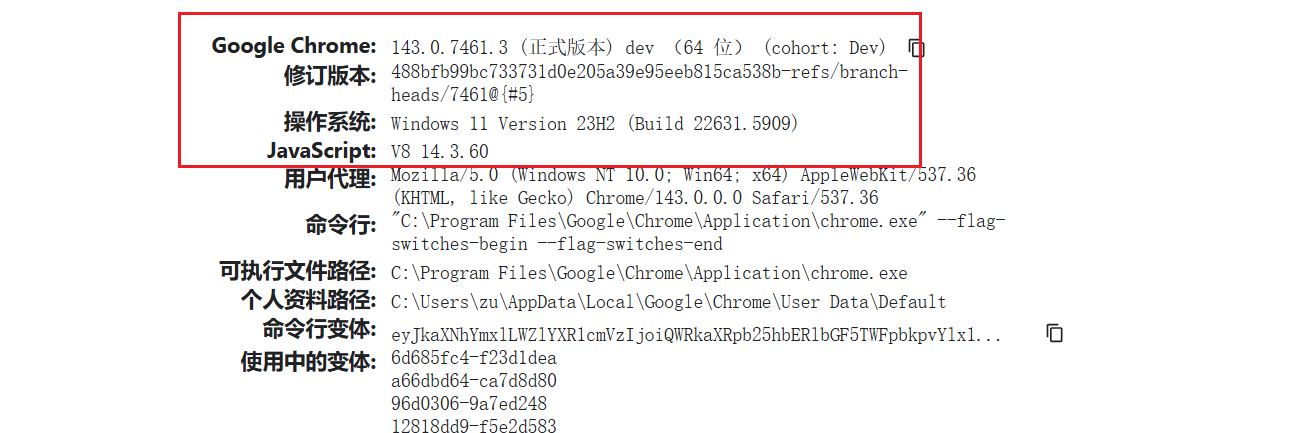 Google Chrome: 143.0.7461.3 (正式版本) dev （64 位） (cohort: Dev)
修订版本: 488bfb99bc733731d0e205a39e95eeb815ca538b-refs/branch-
heads/7461@{#5}
操作系统: Windows 11 Version 23H2 (Build 22631.5909)
JavaScript: V8 14.3.60
用户代理: Mozilla/5.0 (Windows NT 10.0; Win64; x64) AppleWebKit/537.36
(KHTML, like Gecko) Chrome/143.0.0.0 Safari/537.36
命令行: "C:\Program Files\Google\Chrome\Application\chrome.exe" --flag-
switches-begin --flag-switches-end
可执行文件路径: C:\Program Files\Google\Chrome\Application\chrome.exe
个人资料路径: C:\Users\zu\AppData\Local\Google\Chrome\User Data\Default
命令行变体: eyJkaXNhYmxlLWZlYXR1cmVzIjoiQWRkaXRpb25hbERlbGF5TWFpbkpvYlx1...
使用中的变体: 6d685fc4-f23d1dea
a66dbd64-ca7d8d80
96d0306-9a7ed248
12818dd9-f5e2d583